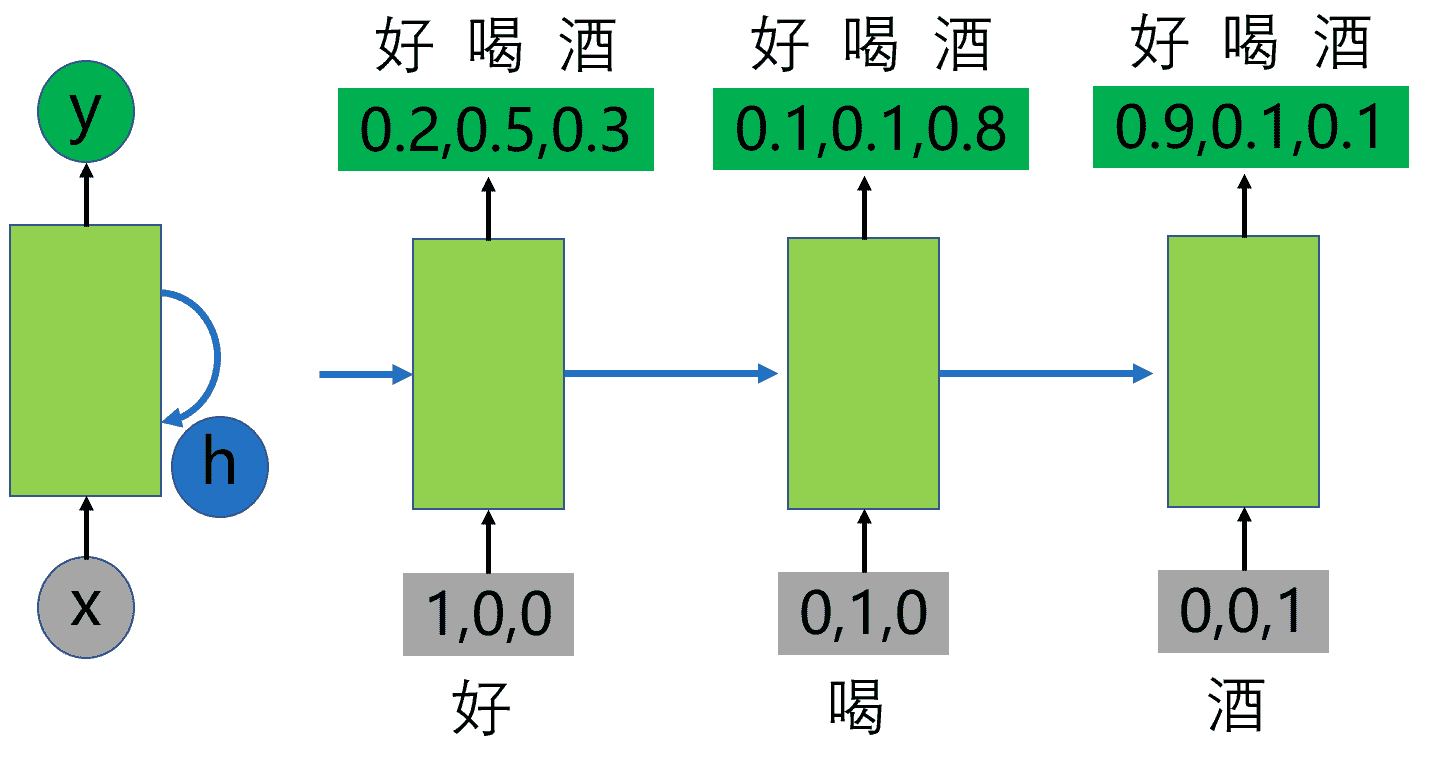 好 喝 酒
好 喝 酒
好 喝 酒
y
0.2,0.5,0.3
0.1,0.1,0.8
0.9,0.1,0.1
h
x
1,0,0
0,1,0
0,0,1
好
喝
酒